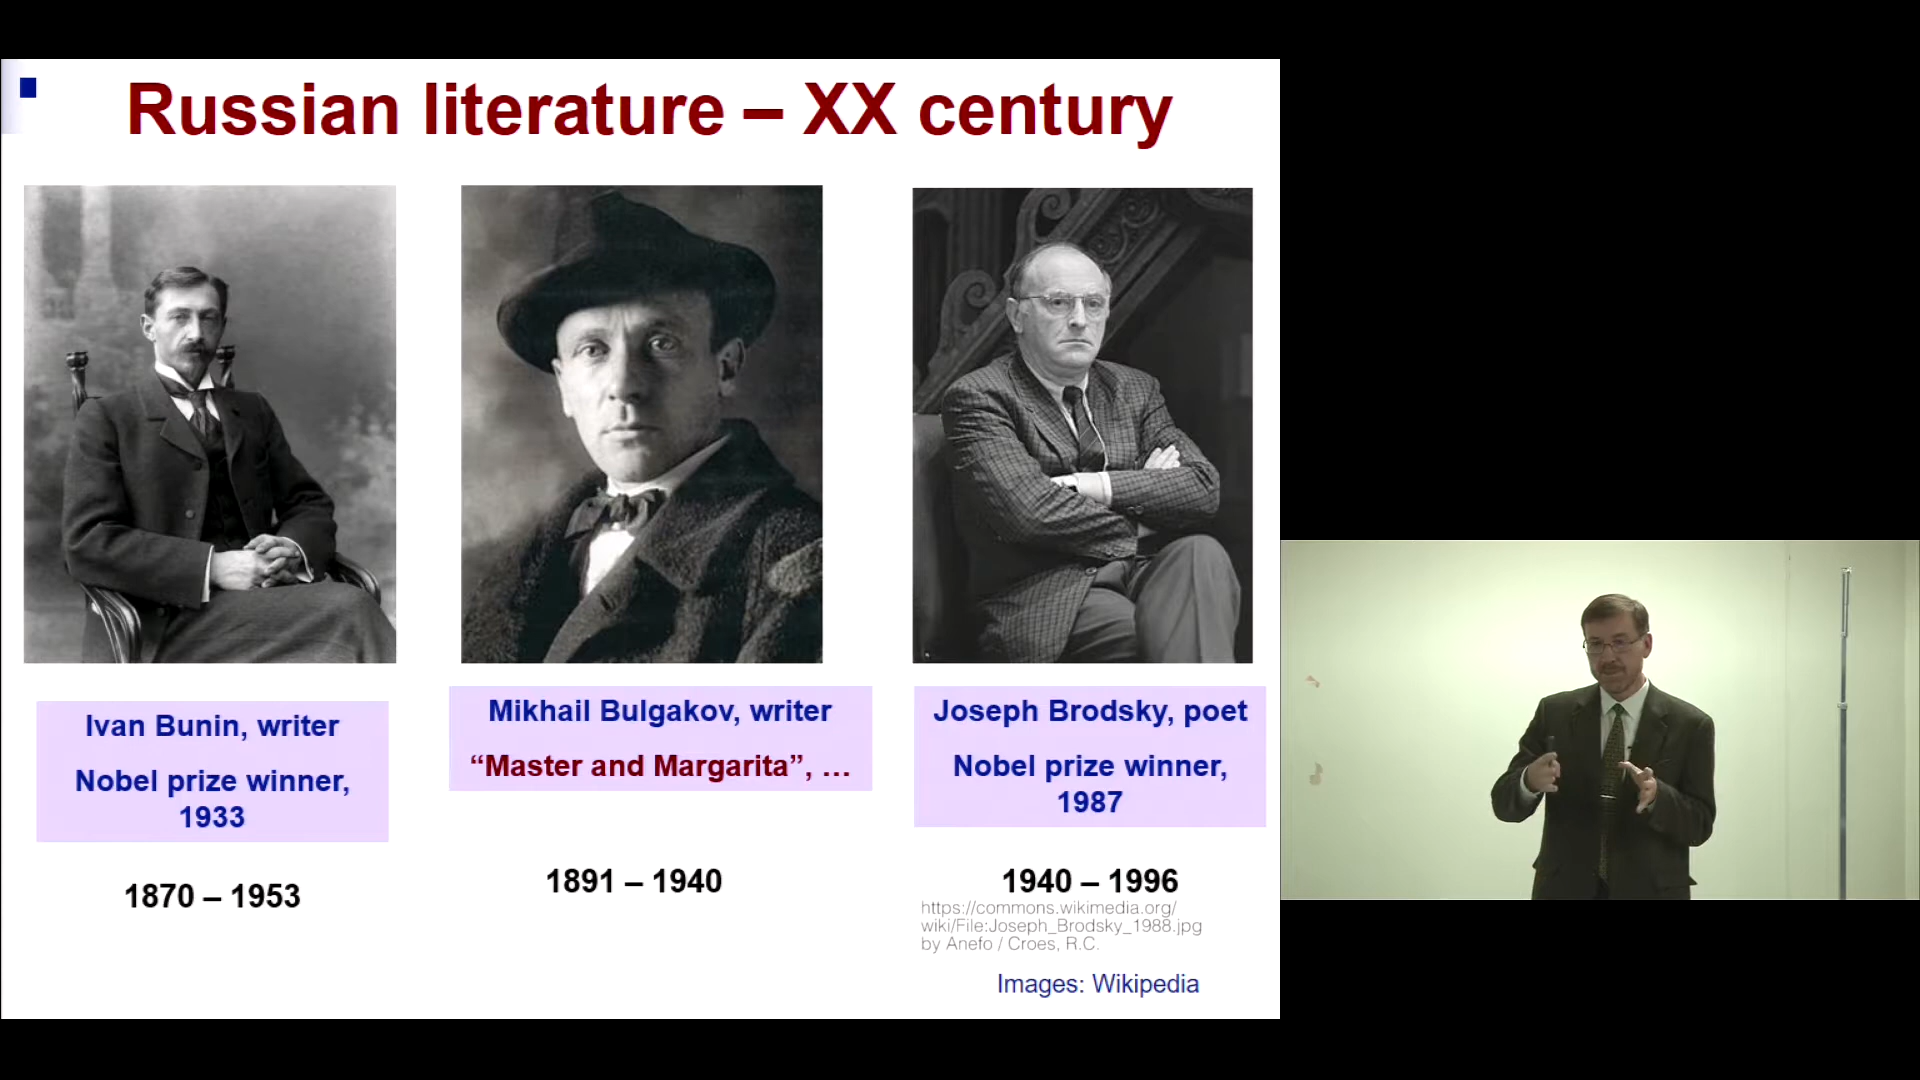 Russian literature – XX century
Ivan Bunin, writer
Nobel prize winner,
1933
1870 – 1953
Mikhail Bulgakov, writer
“Master and Margarita”, …
1891 – 1940
Joseph Brodsky, poet
Nobel prize winner,
1987
1940 – 1996
https://commons.wikimedia.org/
wiki/File:Joseph_Brodsky_1988.jpg
by Anefo / Croes, R.C.
Images: Wikipedia